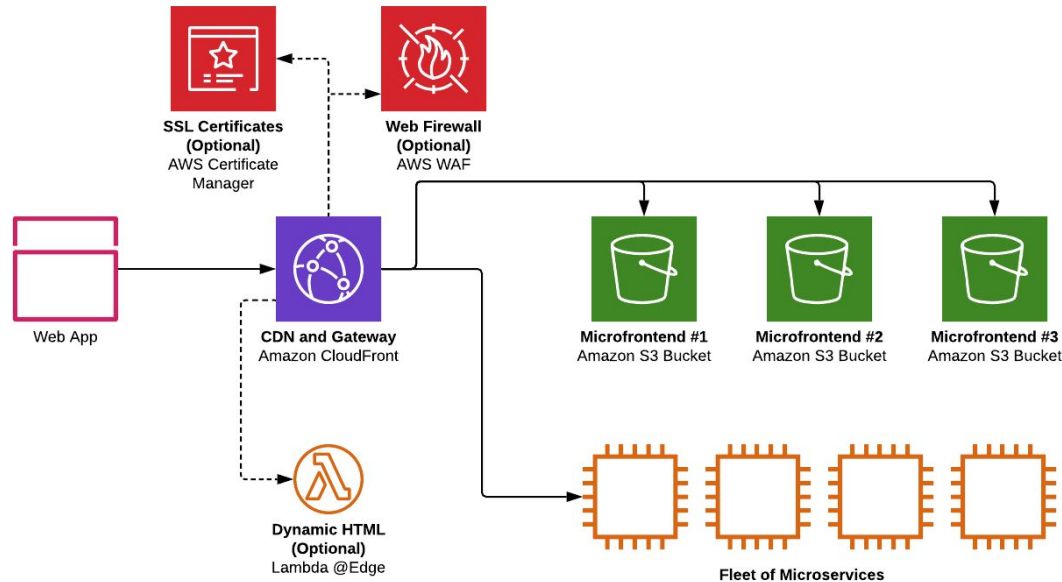 SSL Certificates
(Optional)
AWS Certificate
Manager
Web Firewall
(Optional)
AWS WAF
Web App
CDN and Gateway
Amazon CloudFront
Microfrontend #1
Amazon S3 Bucket
Microfrontend #2
Amazon S3 Bucket
Microfrontend #3
Amazon S3 Bucket
Dynamic HTML
(Optional)
Lambda @Edge
Fleet of Microservices